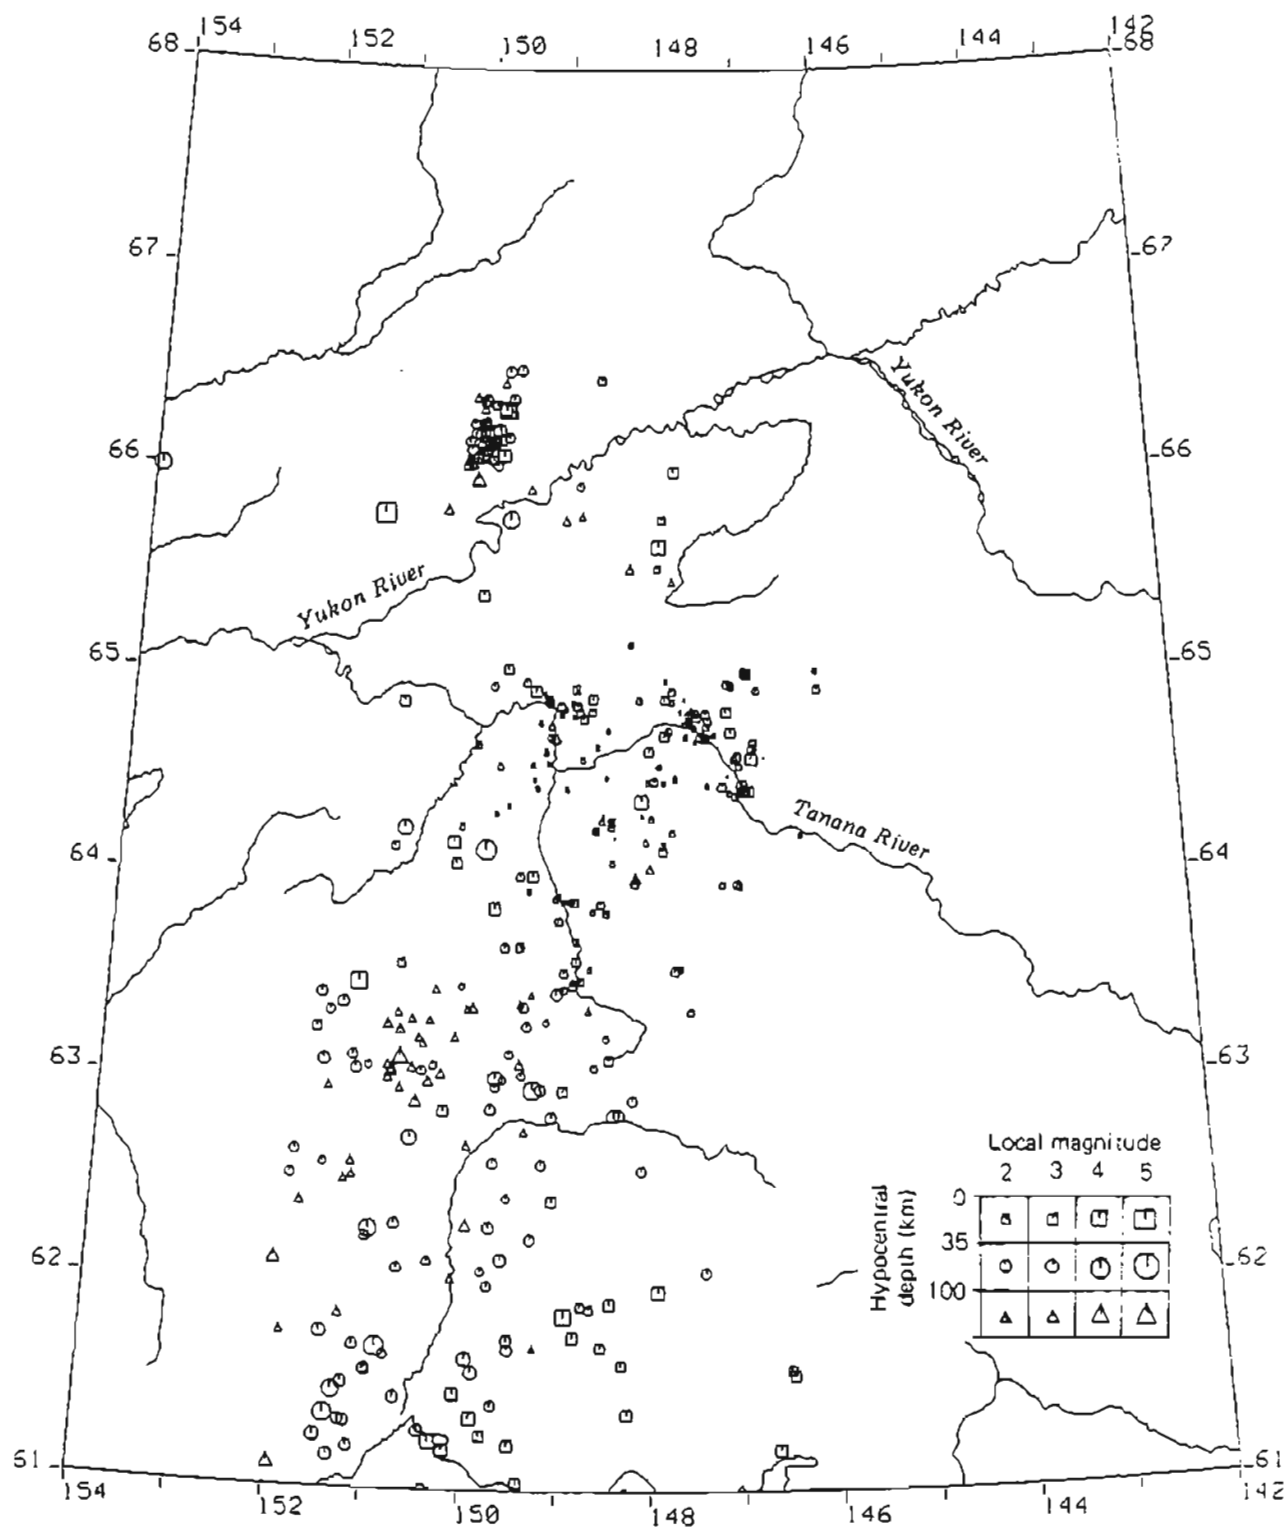 154 152 150 148 146 144 142
68 68
67 67
Yukon River
66 66
Yukon River
65 65
Tanana River
64 64
63 63
Local magnitude
2 3 4 5
Hypocentral
depth (km)
0
35
100
62 62
61 61
154 152 150 148 146 144 142